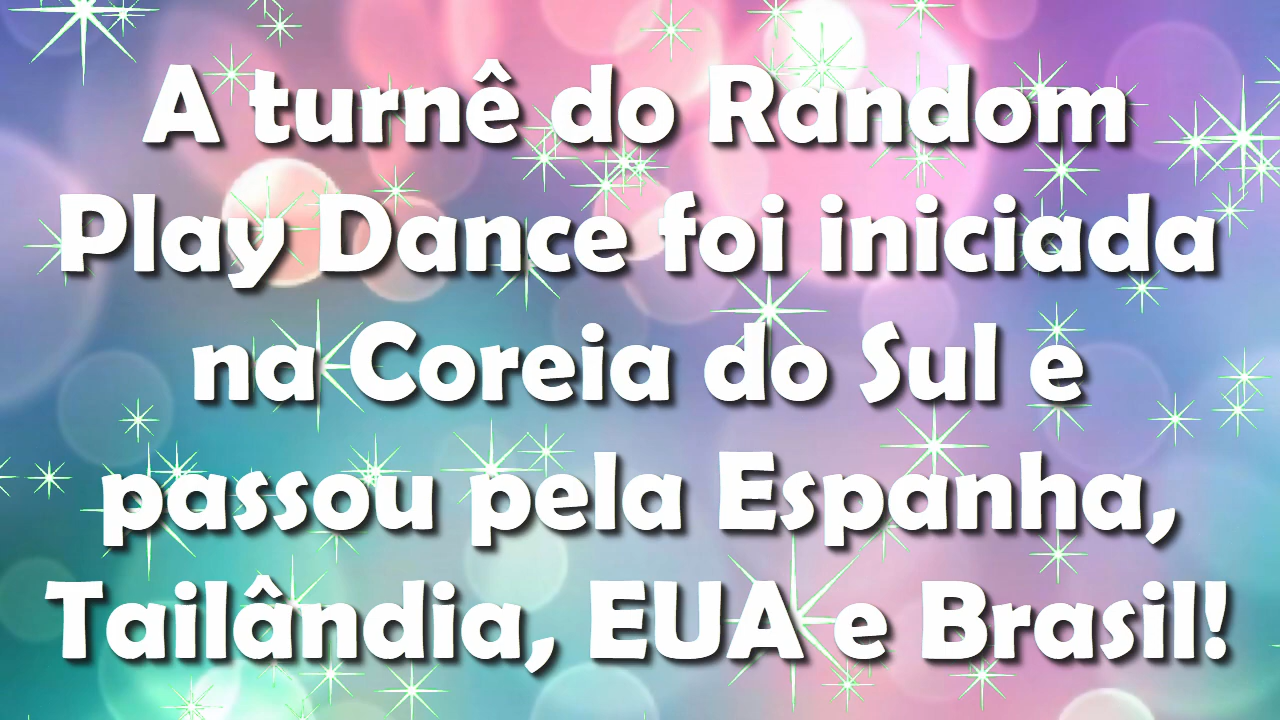 A turnê do Random
Play Dance foi iniciada
na Coreia do Sul e
passou pela Espanha,
Tailândia, EUA e Brasil!